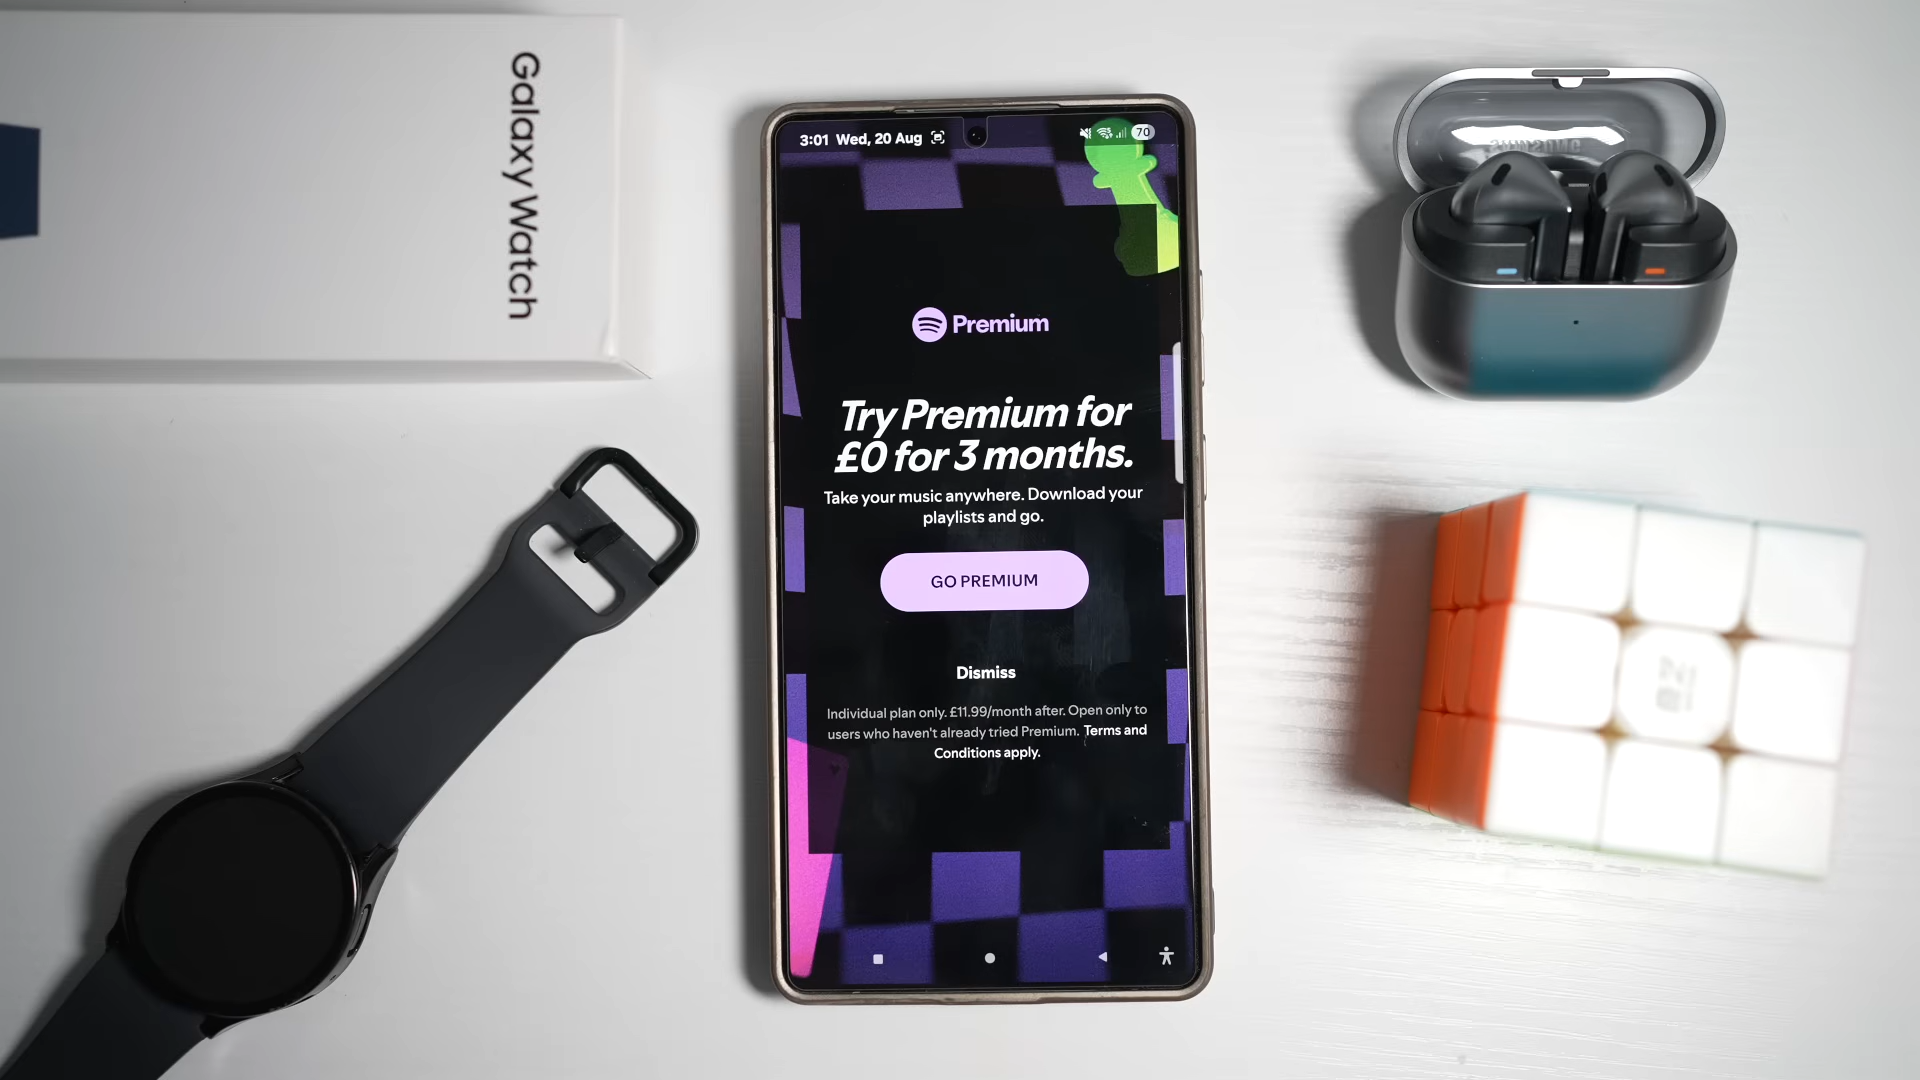 Galaxy Watch
3:01 Wed, 20 Aug
70
Premium
Try Premium for
£0 for 3 months.
Take your music anywhere. Download your
playlists and go.
GO PREMIUM
Dismiss
Individual plan only. £11.99/month after. Open only to
users who haven't already tried Premium. Terms and
Conditions apply.
SAMSUNG